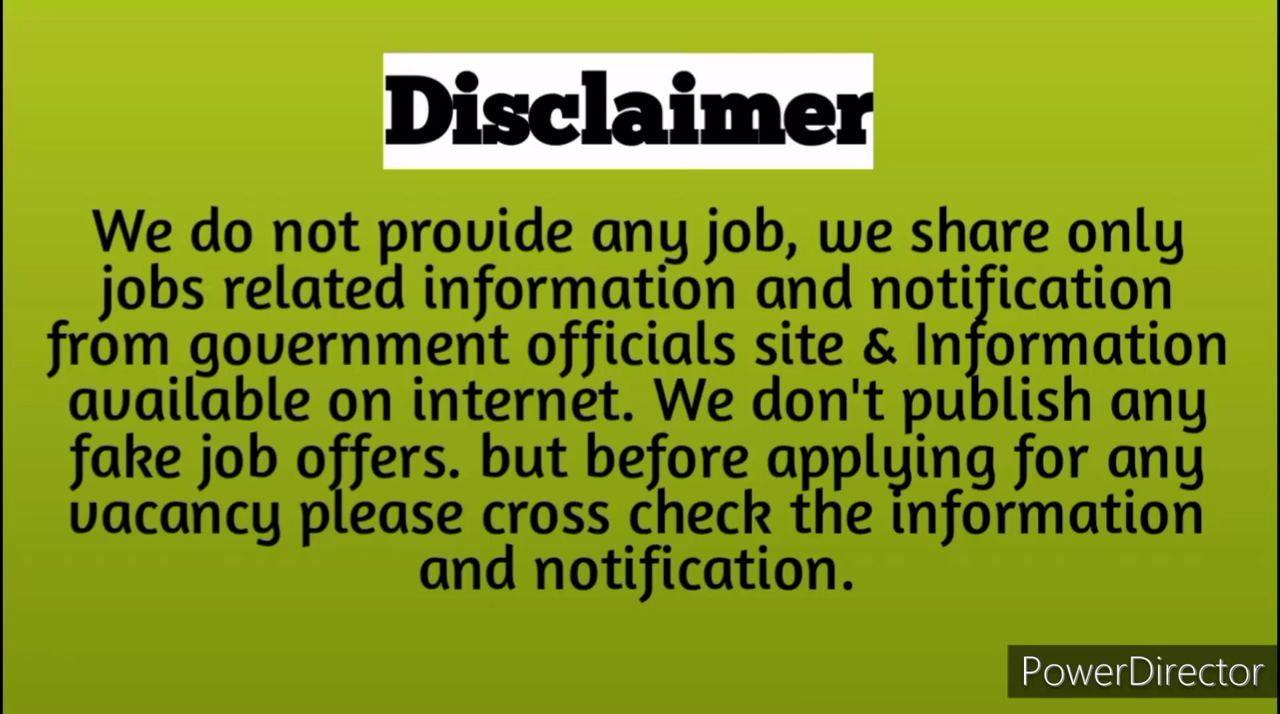 Disclaimer
We do not provide any job, we share only
jobs related information and notification
from government officials site & Information
available on internet. We don't publish any
fake job offers. but before applying for any
vacancy please cross check the information
and notification.
PowerDirector